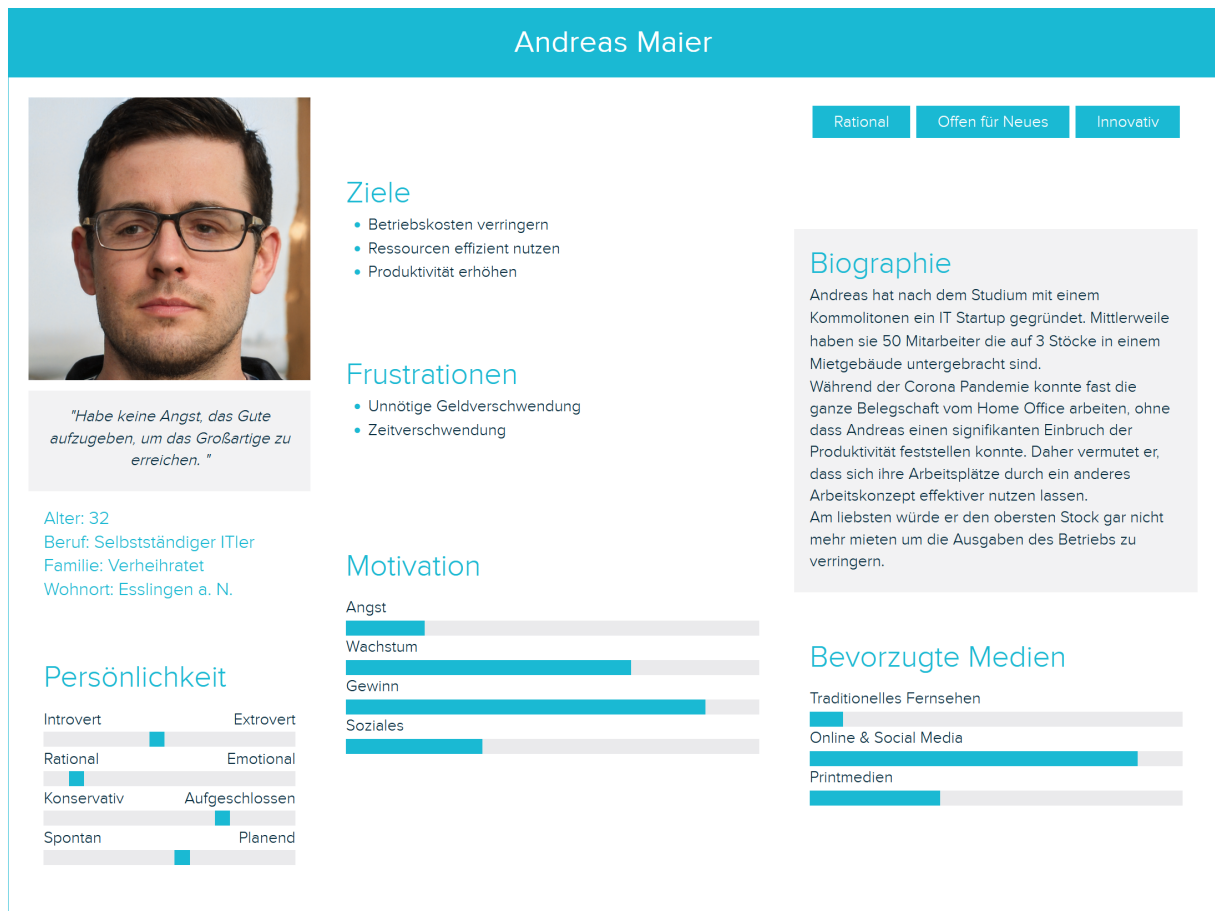 Andreas Maier
"Habe keine Angst, das Gute
aufzugeben, um das Großartige zu
erreichen. "
Alter: 32
Beruf: Selbstständiger ITler
Familie: Verheihratet
Wohnort: Esslingen a. N.
Persönlichkeit
Introvert Extrovert
Rational Emotional
Konservativ Aufgeschlossen
Spontan Planend
Ziele
Betriebskosten verringern
Ressourcen effizient nutzen
Produktivität erhöhen
Frustrationen
Unnötige Geldverschwendung
Zeitverschwendung
Motivation
Angst
Wachstum
Gewinn
Soziales
Rational Offen für Neues Innovativ
Biographie
Andreas hat nach dem Studium mit einem
Kommolitonen ein IT Startup gegründet. Mittlerweile
haben sie 50 Mitarbeiter die auf 3 Stöcke in einem
Mietgebäude untergebracht sind.
Während der Corona Pandemie konnte fast die
ganze Belegschaft vom Home Office arbeiten, ohne
dass Andreas einen signifikanten Einbruch der
Produktivität feststellen konnte. Daher vermutet er,
dass sich ihre Arbeitsplätze durch ein anderes
Arbeitskonzept effektiver nutzen lassen.
Am liebsten würde er den obersten Stock gar nicht
mehr mieten um die Ausgaben des Betriebs zu
verringern.
Bevorzugte Medien
Traditionelles Fernsehen
Online & Social Media
Printmedien